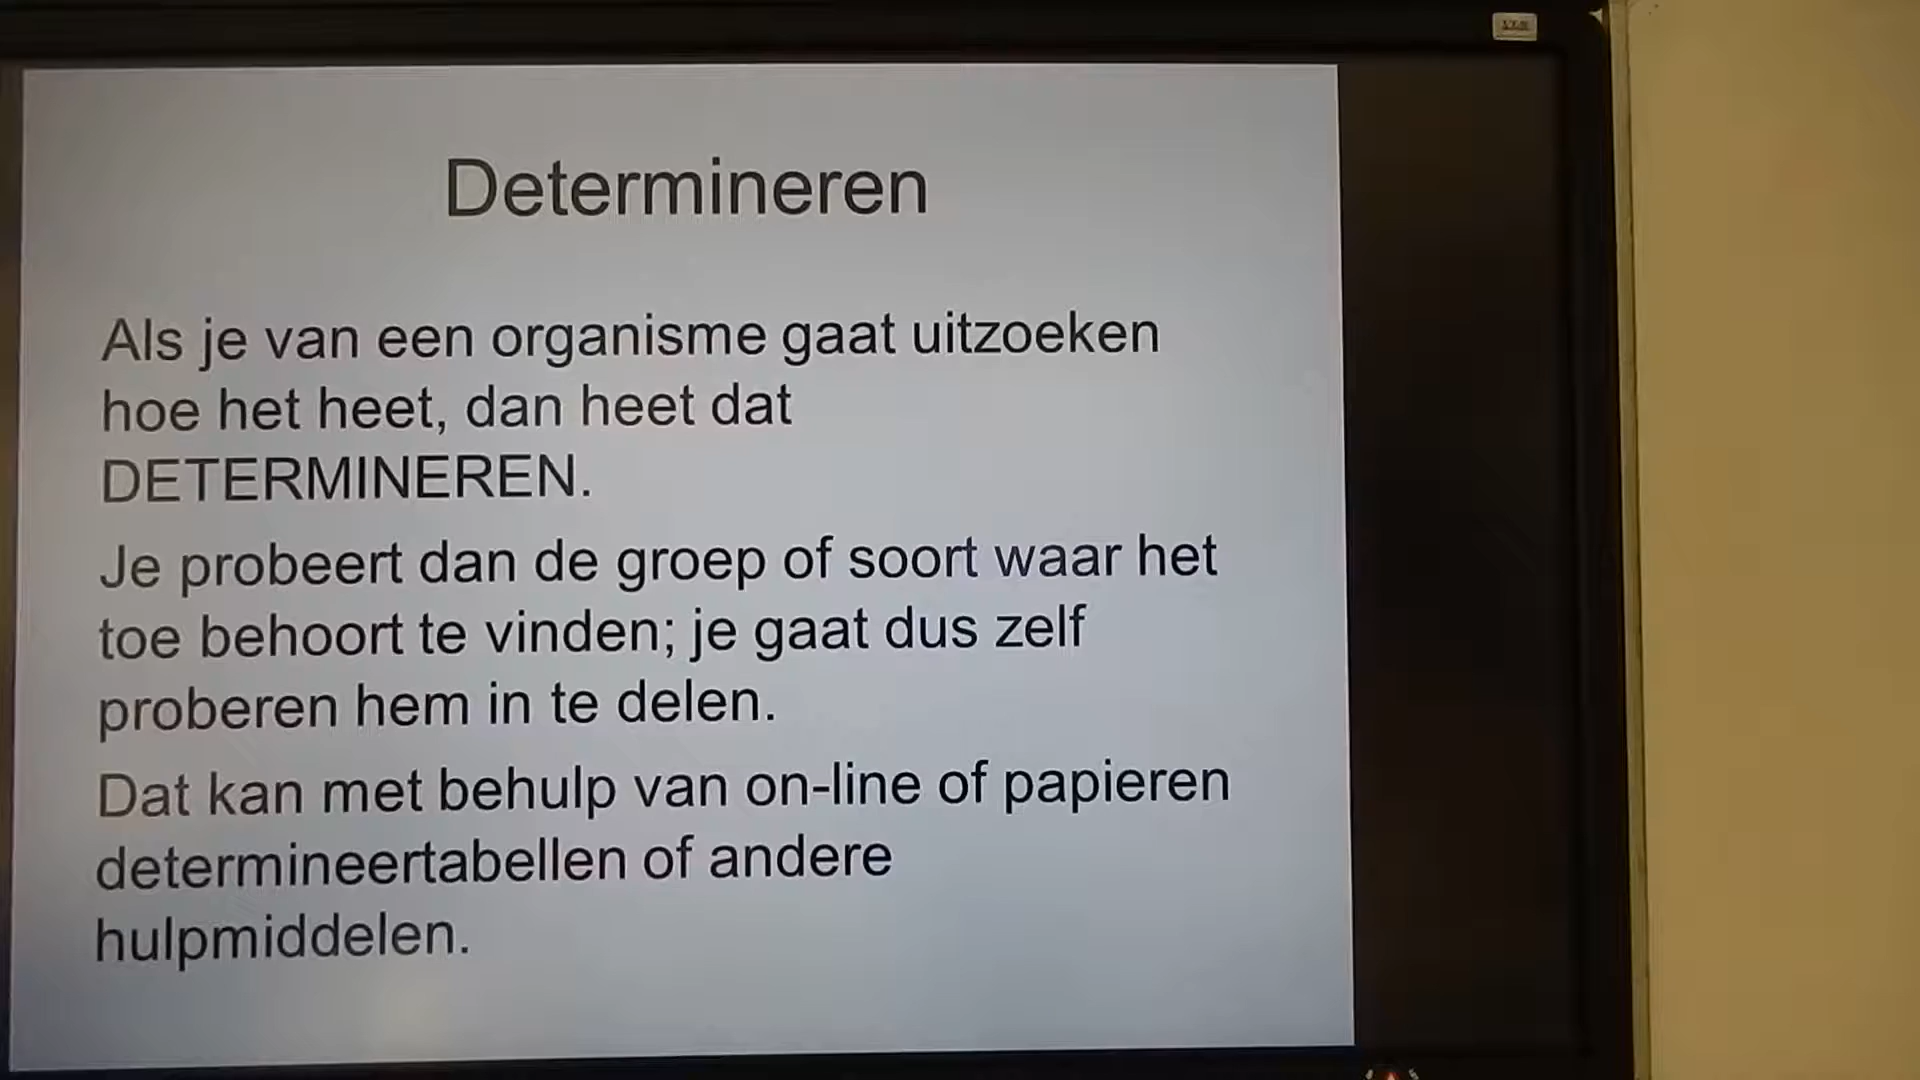 Determineren
Als je van een organisme gaat uitzoeken
hoe het heet, dan heet dat
DETERMINEREN.
Je probeert dan de groep of soort waar het
toe behoort te vinden; je gaat dus zelf
proberen hem in te delen.
Dat kan met behulp van on-line of papieren
determineertabellen of andere
hulpmiddelen.